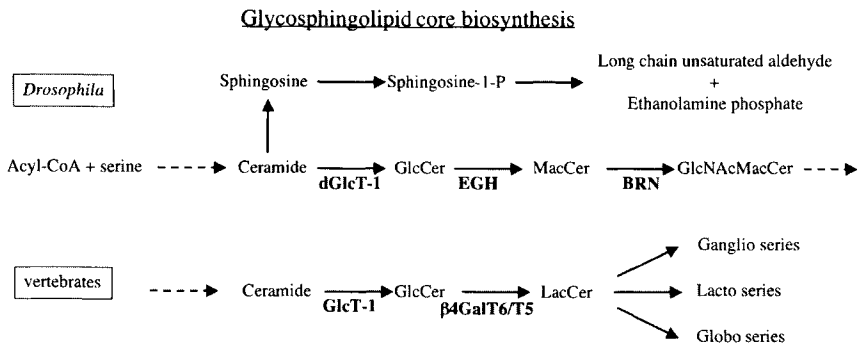 Glycosphingolipid core biosynthesis
Drosophila
Sphingosine
Sphingosine-1-P
Long chain unsaturated aldehyde
+
Ethanolamine phosphate
Acyl-CoA + serine
Ceramide
GlcCer
MacCer
GlcNAcMacCer
dGlcT-1
EGH
BRN
vertebrates
Ceramide
GlcCer
LacCer
GlcT-1
β4GalT6/T5
Ganglio series
Lacto series
Globo series